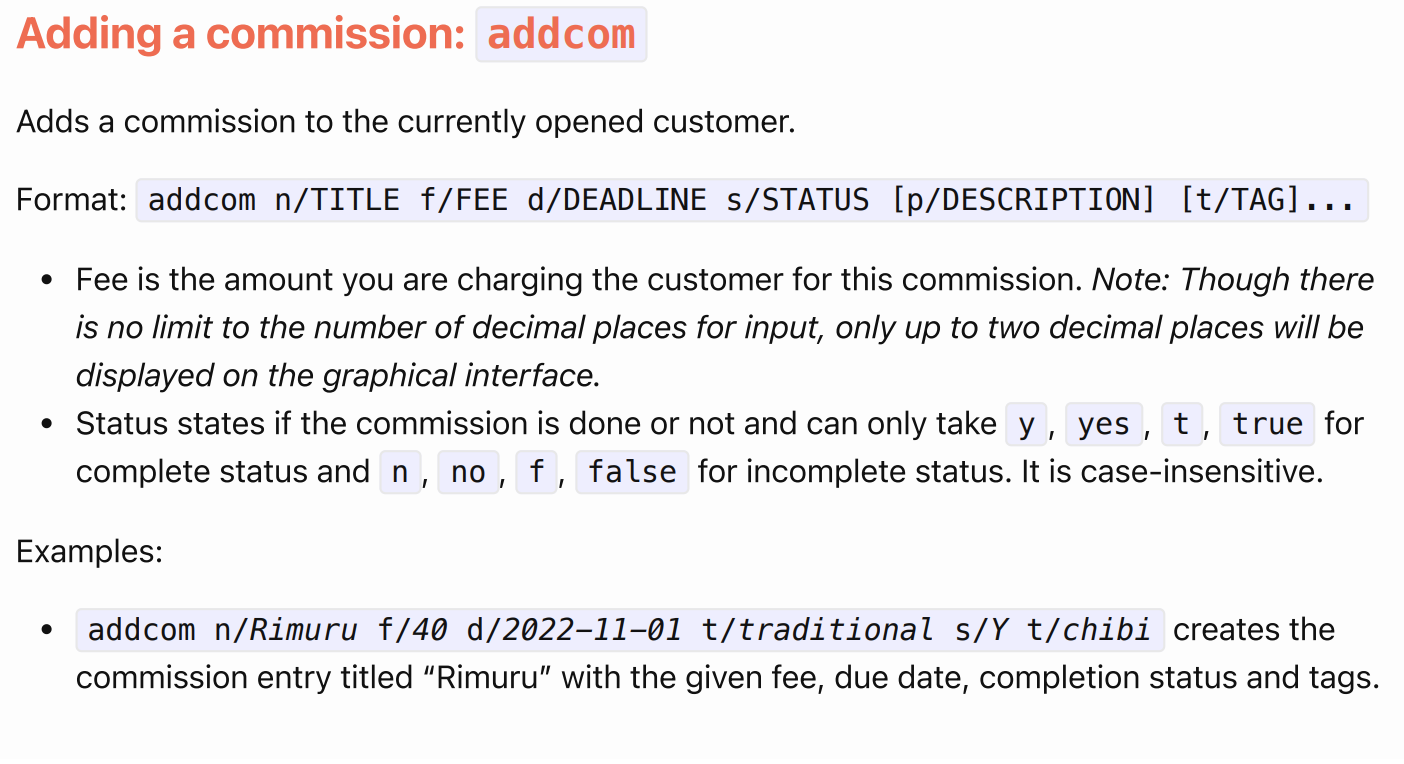 Adding a commission: addcom
Adds a commission to the currently opened customer.
Format: addcom n/TITLE f/FEE d/DEADLINE s/STATUS [p/DESCRIPTION] [t/TAG]...
• Fee is the amount you are charging the customer for this commission. Note: Though there
is no limit to the number of decimal places for input, only up to two decimal places will be
displayed on the graphical interface.
• Status states if the commission is done or not and can only take y, yes, t, true for
complete status and n, no, f, false for incomplete status. It is case-insensitive.
Examples:
• addcom n/Rimuru f/40 d/2022-11-01 t/traditional s/Y t/chibi creates the
commission entry titled “Rimuru” with the given fee, due date, completion status and tags.